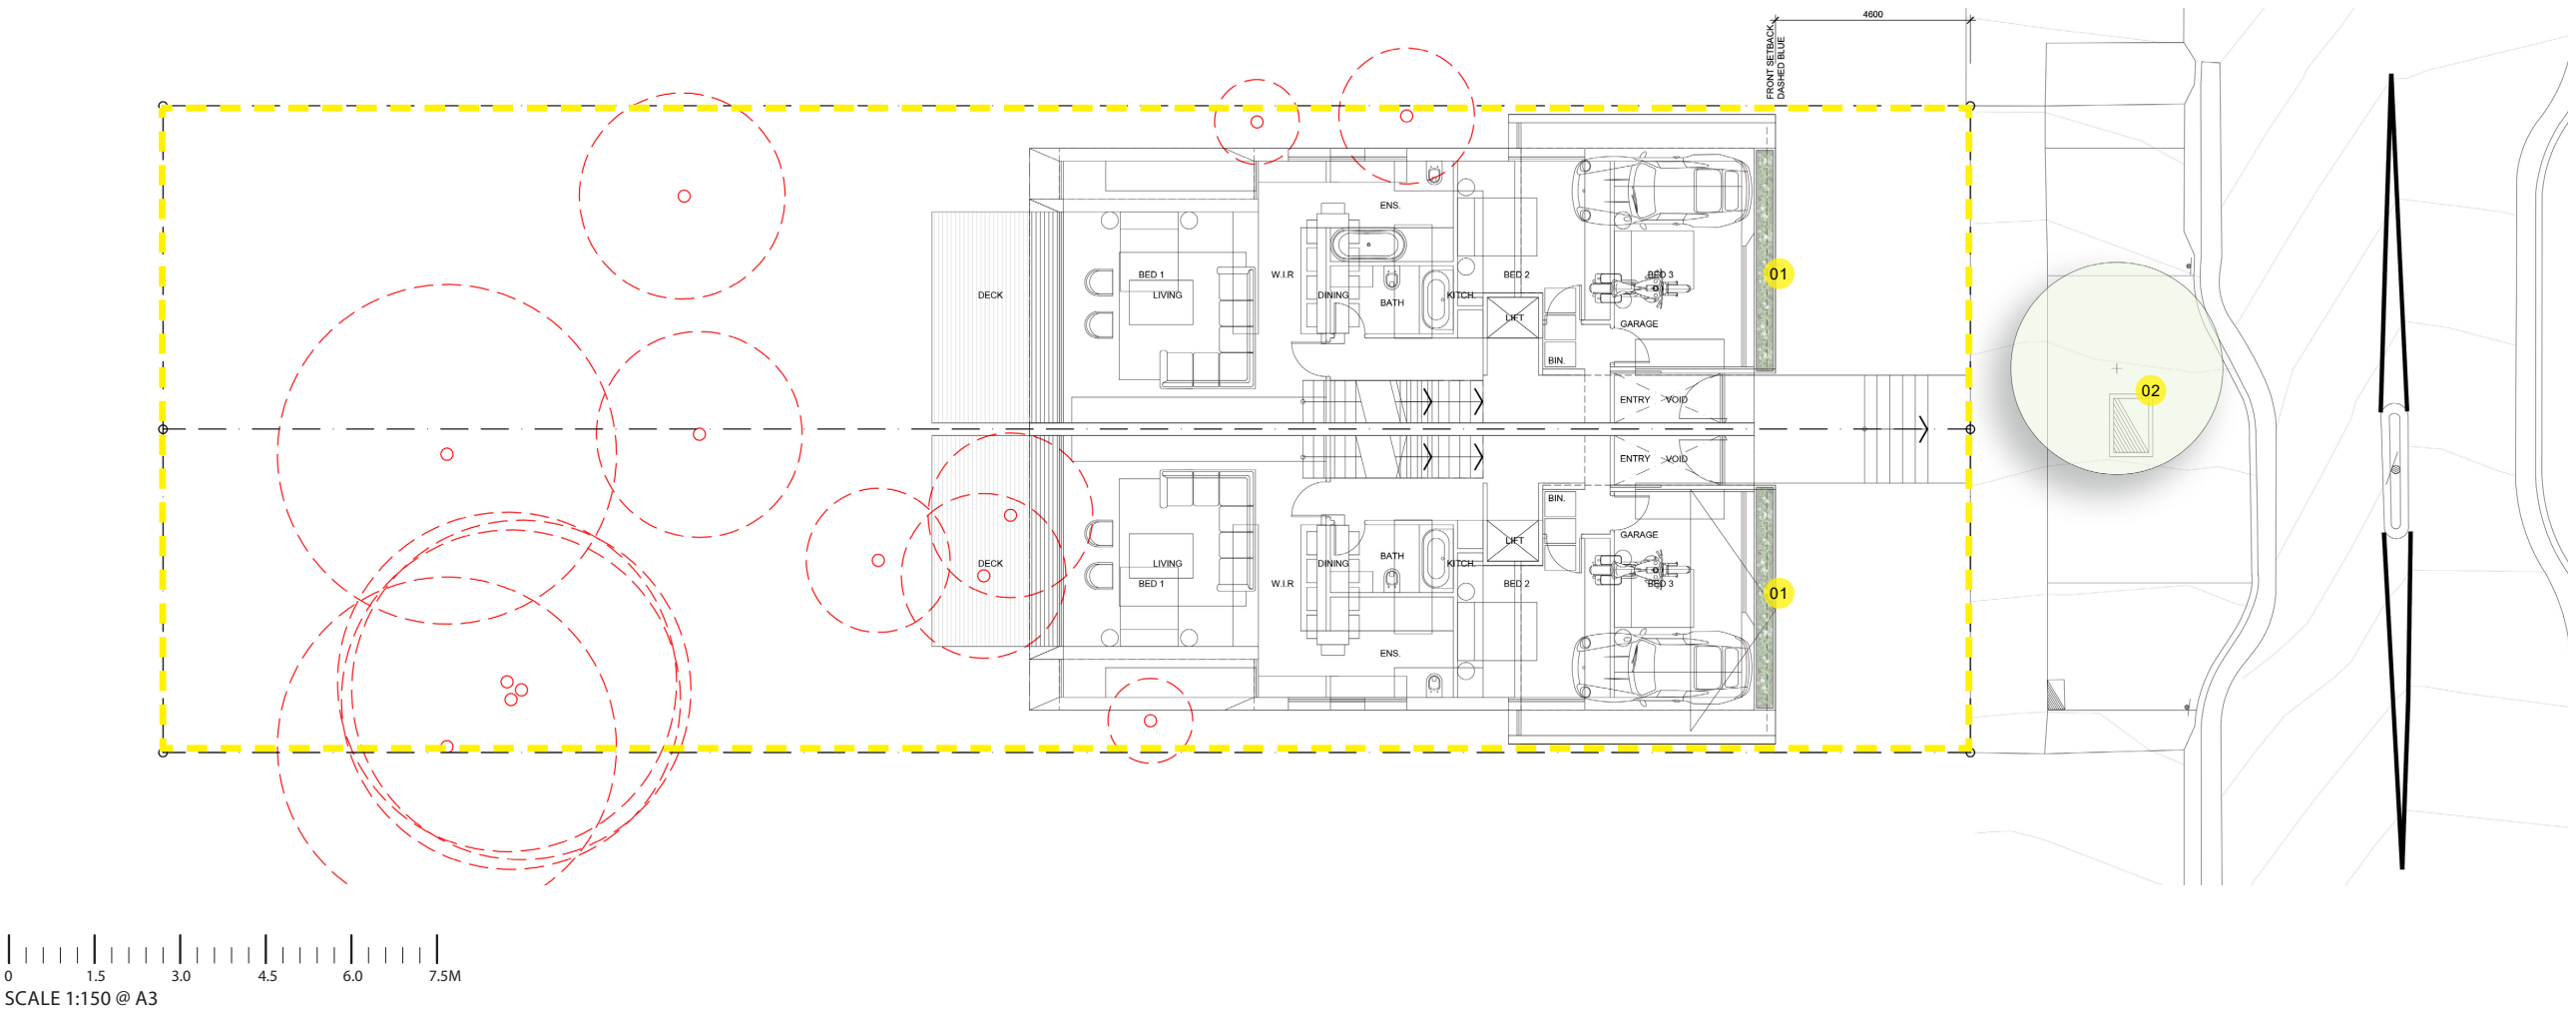 4600
FRONT SETBACK
DASHED BLUE
ENS.
BED 1
W.I.R
BED 2
BED 3
01
DECK
LIVING
DINING
BATH
KITCH.
LIFT
GARAGE
BIN.
02
ENTRY
VOID
ENTRY
VOID
BIN.
GARAGE
LIFT
BATH
DECK
LIVING
DINING
KITCH.
BED 1
W.I.R
BED 2
BED 3
01
ENS.
0 1.5 3.0 4.5 6.0 7.5M
SCALE 1:150 @ A3